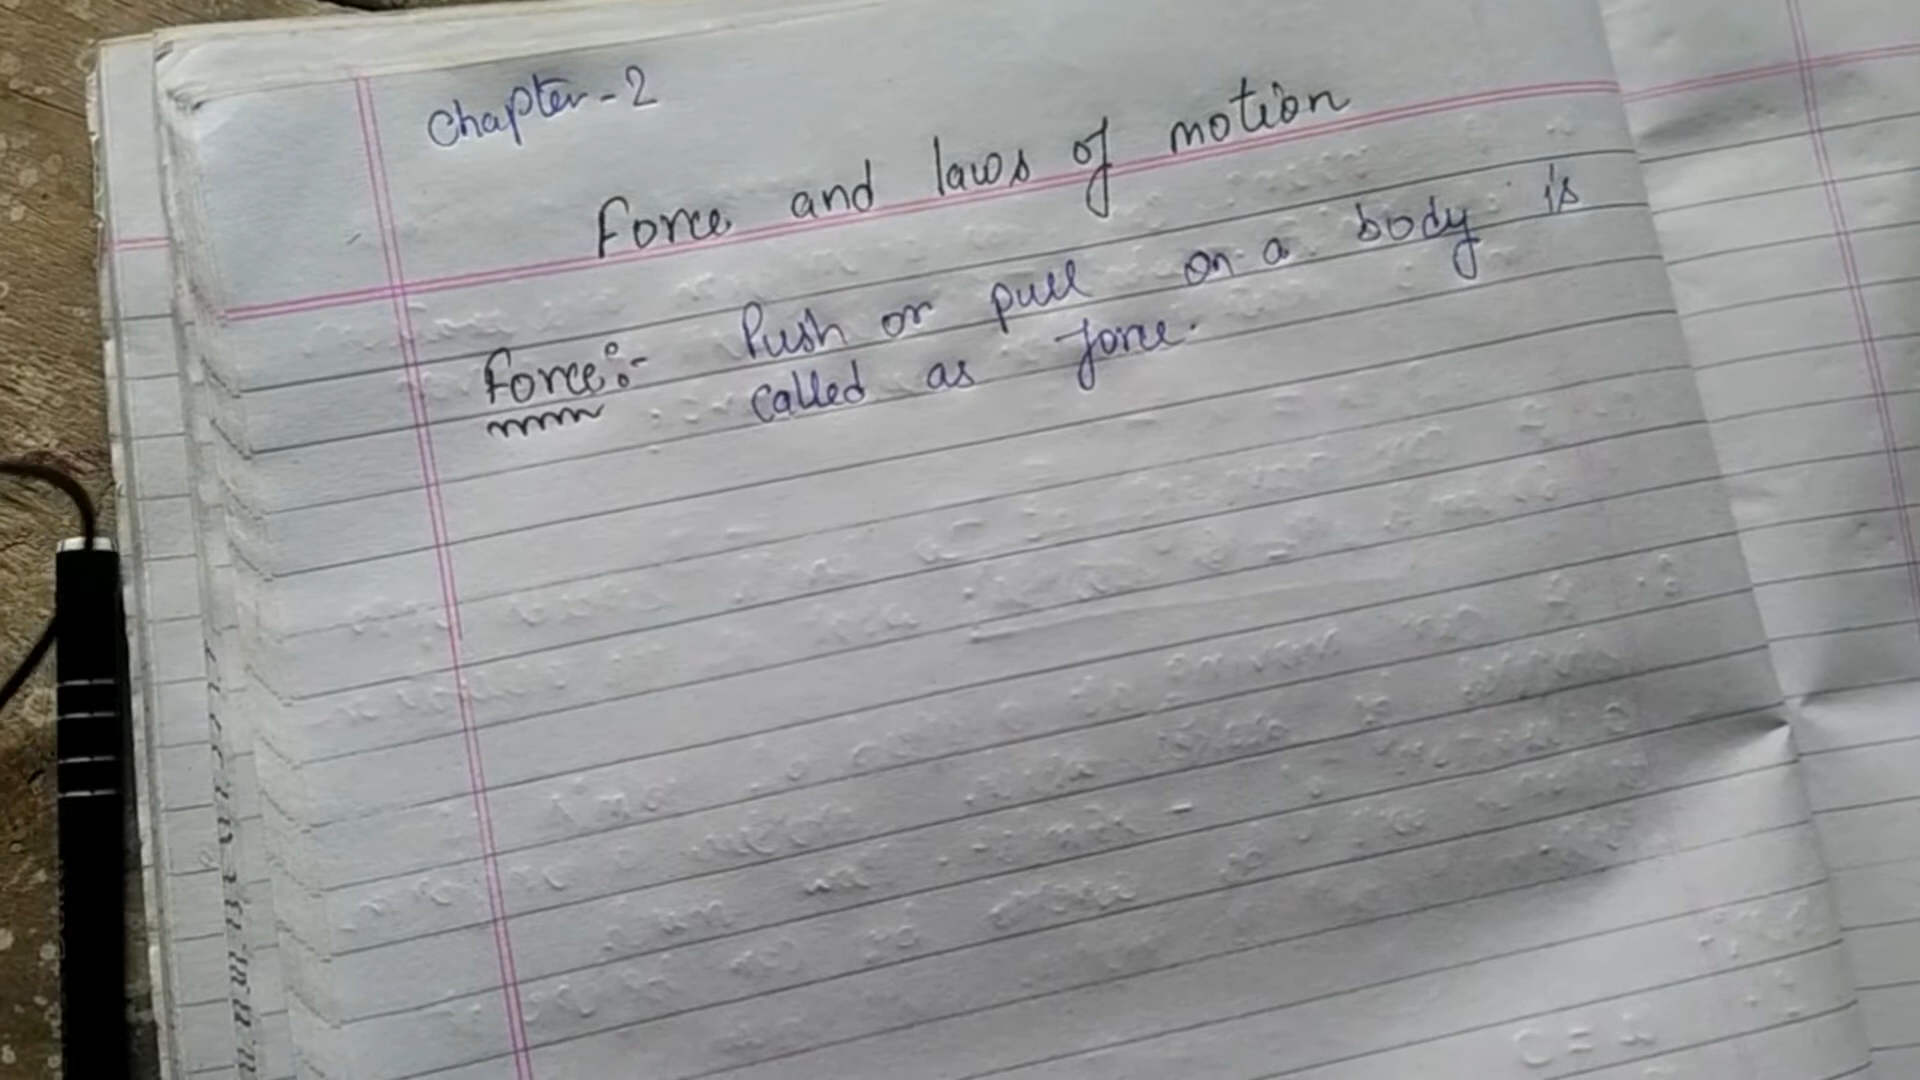 Chapter-2
Force and laws of motion
Force:- Push or pull on a body is
called as force.